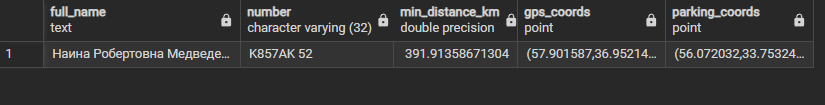 full_name number min_distance_km gps_coords parking_coords
text character varying (32) double precision point point
1 Наина Робертовна Медведе... К857АК 52 391.91358671304 (57.901587,36.95214... (56.072032,33.75324...